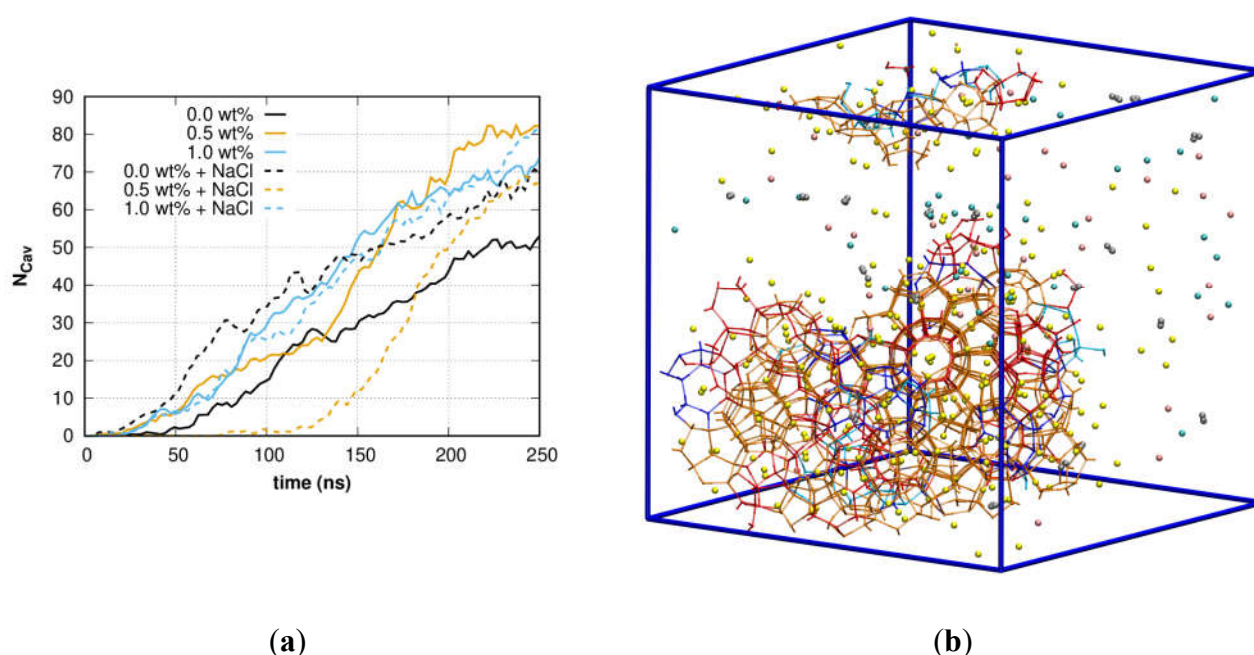 90
80
70
60
50
40
30
20
10
0
N_Cav
0.0 wt%
0.5 wt%
1.0 wt%
0.0 wt% + NaCl
0.5 wt% + NaCl
1.0 wt% + NaCl
0 50 100 150 200 250
time (ns)
(a) (b)